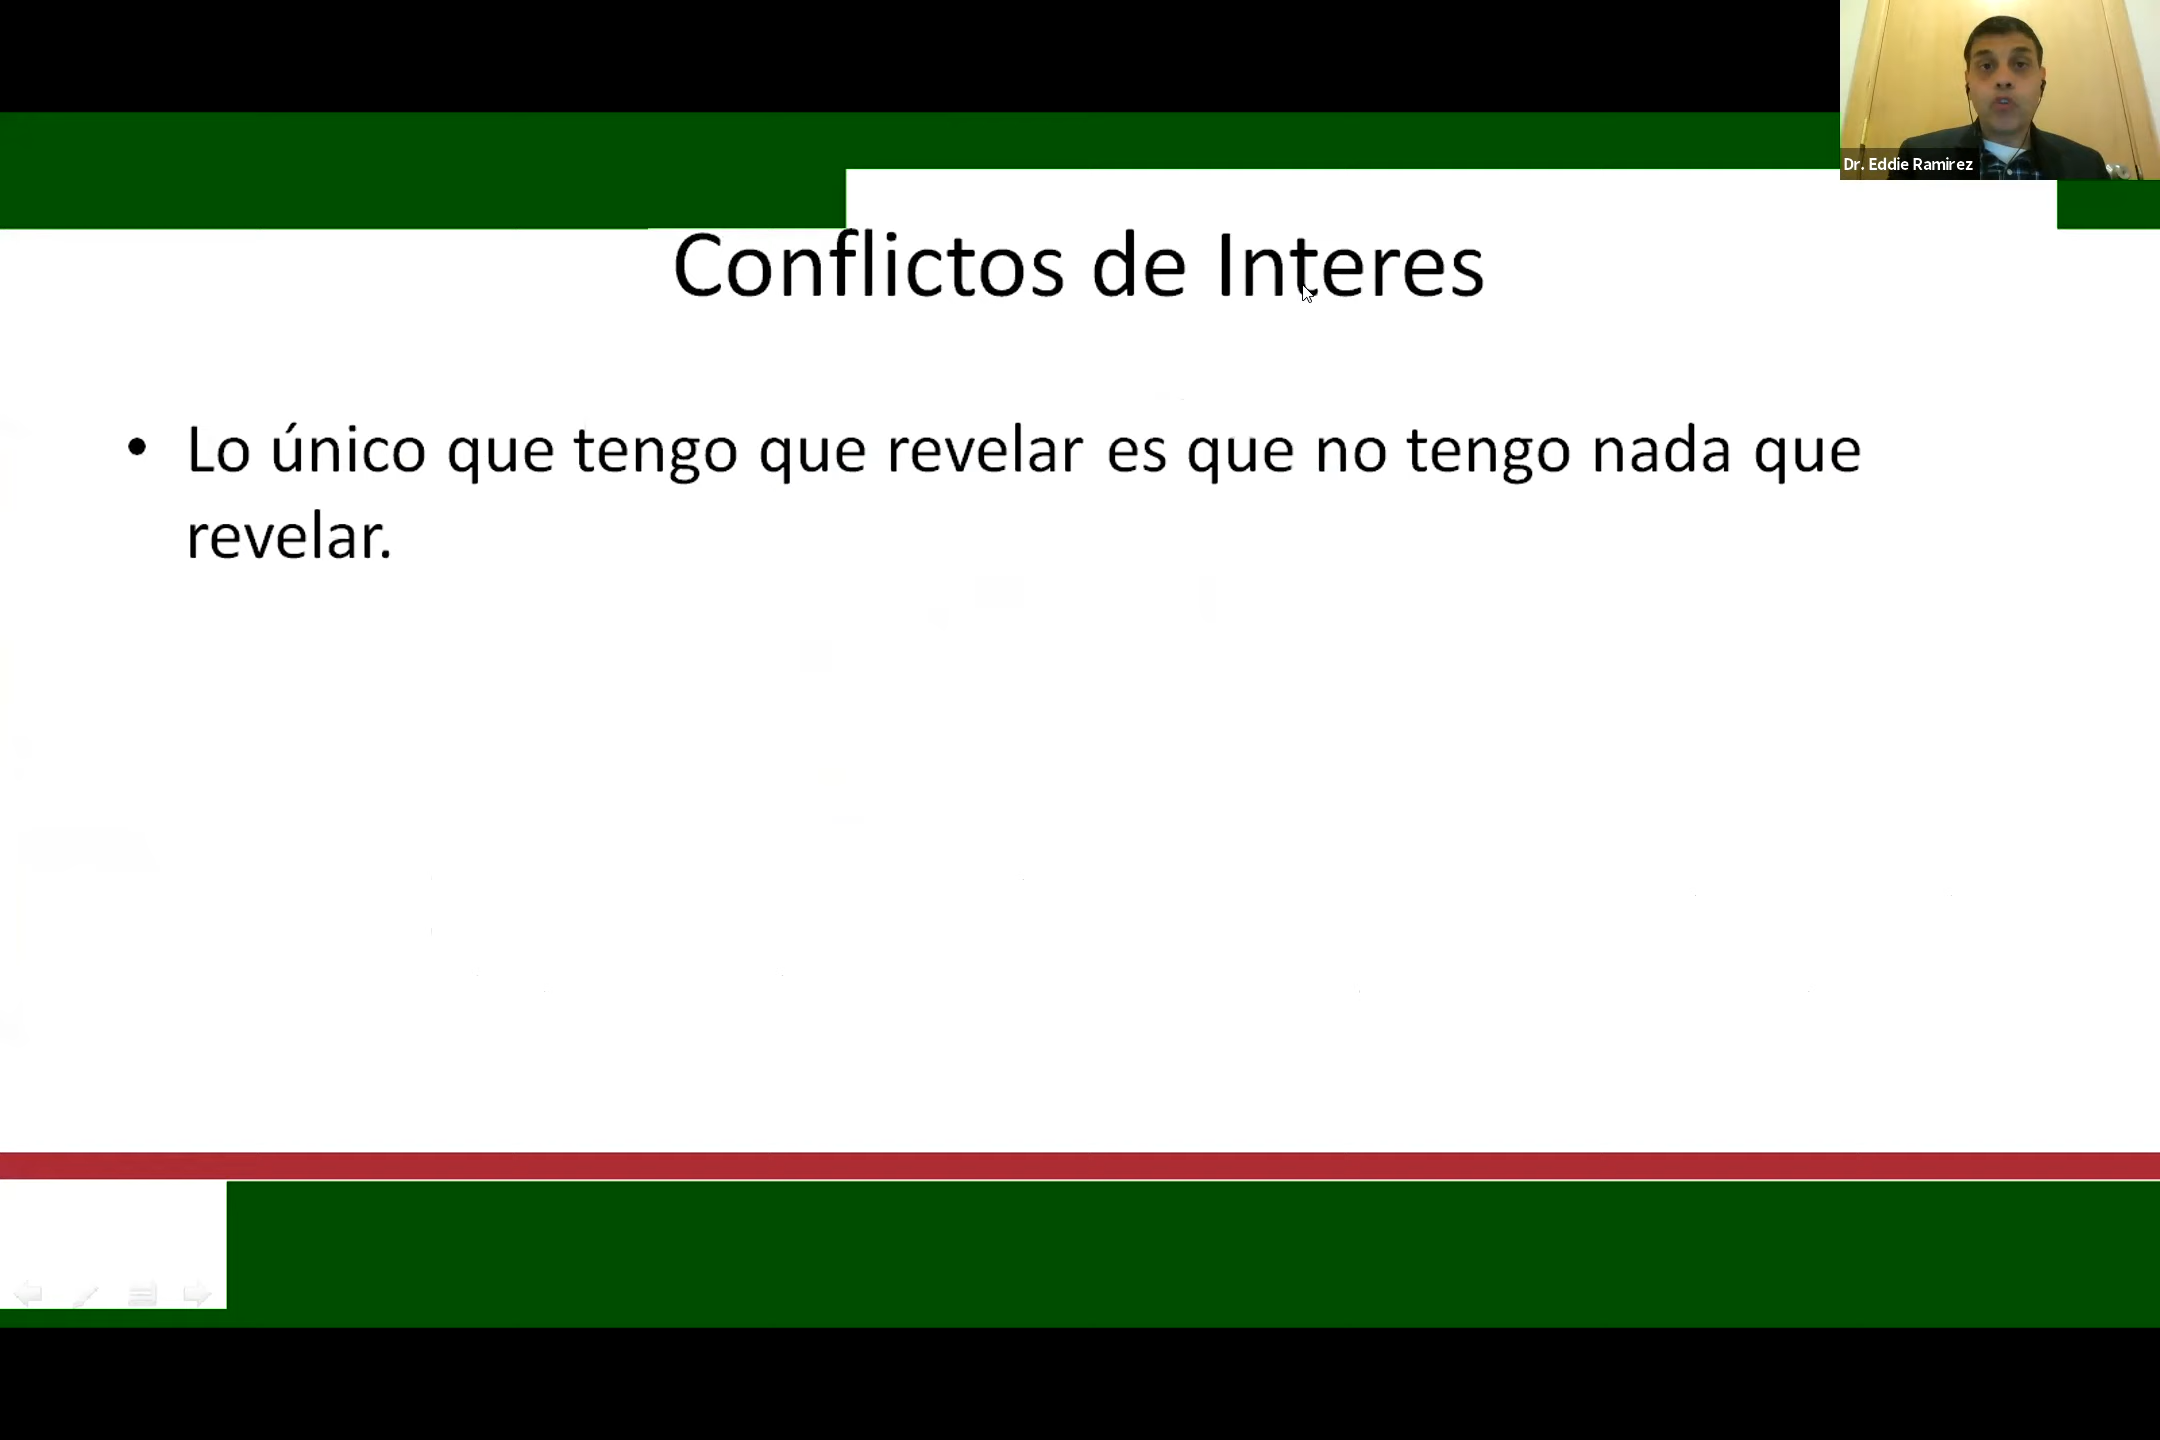 Dr. Eddie Ramirez
Conflictos de Interes
• Lo único que tengo que revelar es que no tengo nada que
revelar.